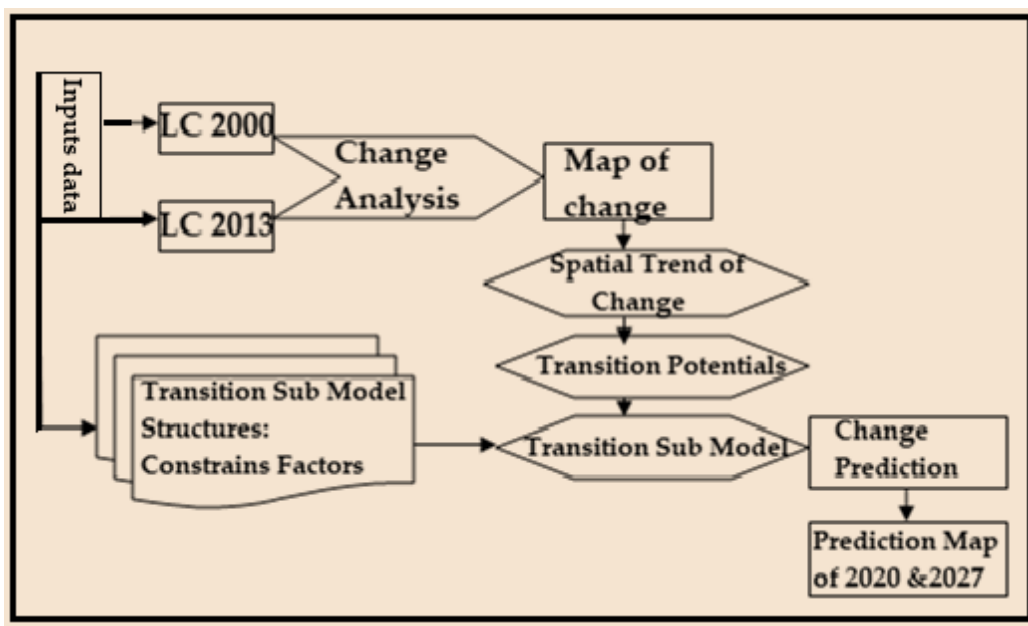 Inputs data
LC 2000
LC 2013
Change
Analysis
Map of
change
Spatial Trend of
Change
Transition Potentials
Transition Sub Model
Structures:
Constrains Factors
Transition Sub Model
Change
Prediction
Prediction Map
of 2020 &2027